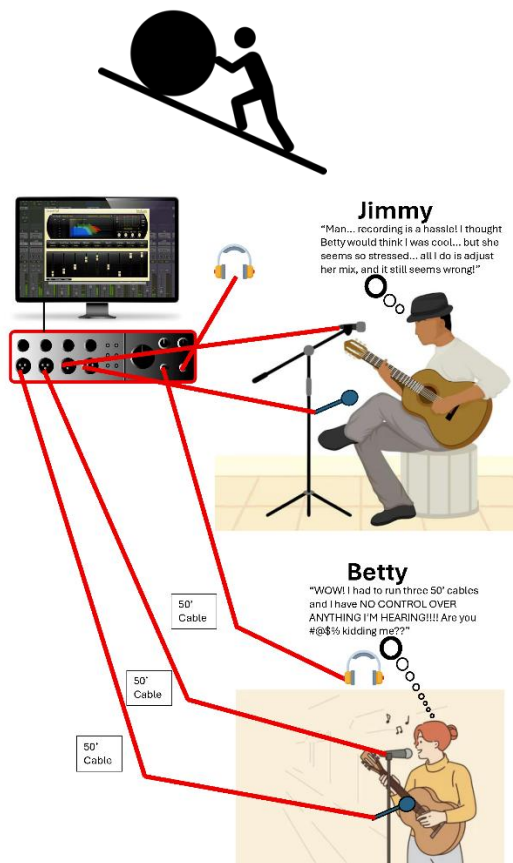 Jimmy
“Man... recording is a hassle! I thought
Betty would think I was cool... but she
seems so stressed... all I do is adjust
her mix, and it still seems wrong!”
Betty
“WOW! I had to run three 50’ cables
and I have NO CONTROL OVER
ANYTHING I’M HEARING!!!! Are you
#@$% kidding me??”
50’
Cable
50’
Cable
50’
Cable